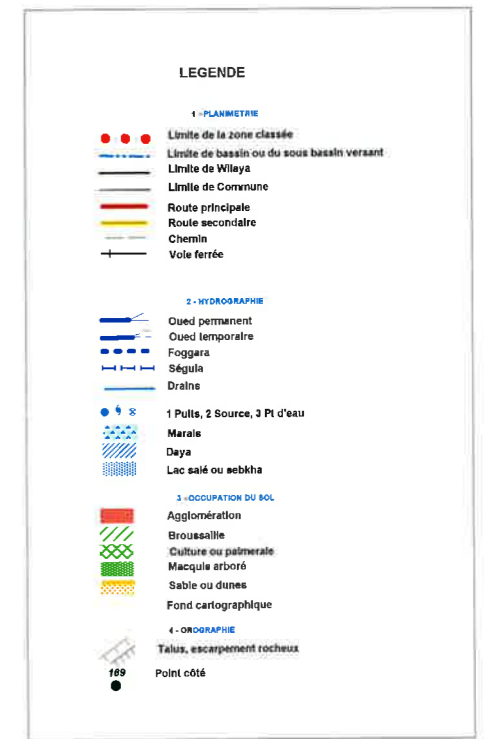 LEGENDE
1 - PLANIMETRIE
Limite de la zone classée
Limite de bassin ou du sous bassin versant
Limite de Wilaya
Limite de Commune
Route principale
Route secondaire
Chemin
Voie ferrée
2 - HYDROGRAPHIE
Oued permanent
Oued temporaire
Foggara
Séguia
Drains
1 Puits, 2 Source, 3 Pt d'eau
Marais
Daya
Lac salé ou sebkha
3 - OCCUPATION DU SOL
Agglomération
Broussaille
Culture ou palmeraie
Macquis arboré
Sable ou dunes
Fond cartographique
4 - OROGRAPHIE
Talus, escarpement rocheux
169 Point côté